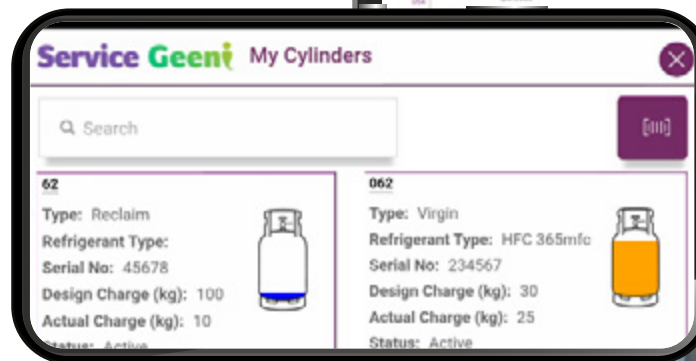 Service Geeni My Cylinders
Search
62
Type: Reclaim
Refrigerant Type:
Serial No: 45678
Design Charge (kg): 100
Actual Charge (kg): 10
Status: Active
062
Type: Virgin
Refrigerant Type: HFC 365mfc
Serial No: 234567
Design Charge (kg): 30
Actual Charge (kg): 25
Status: Active